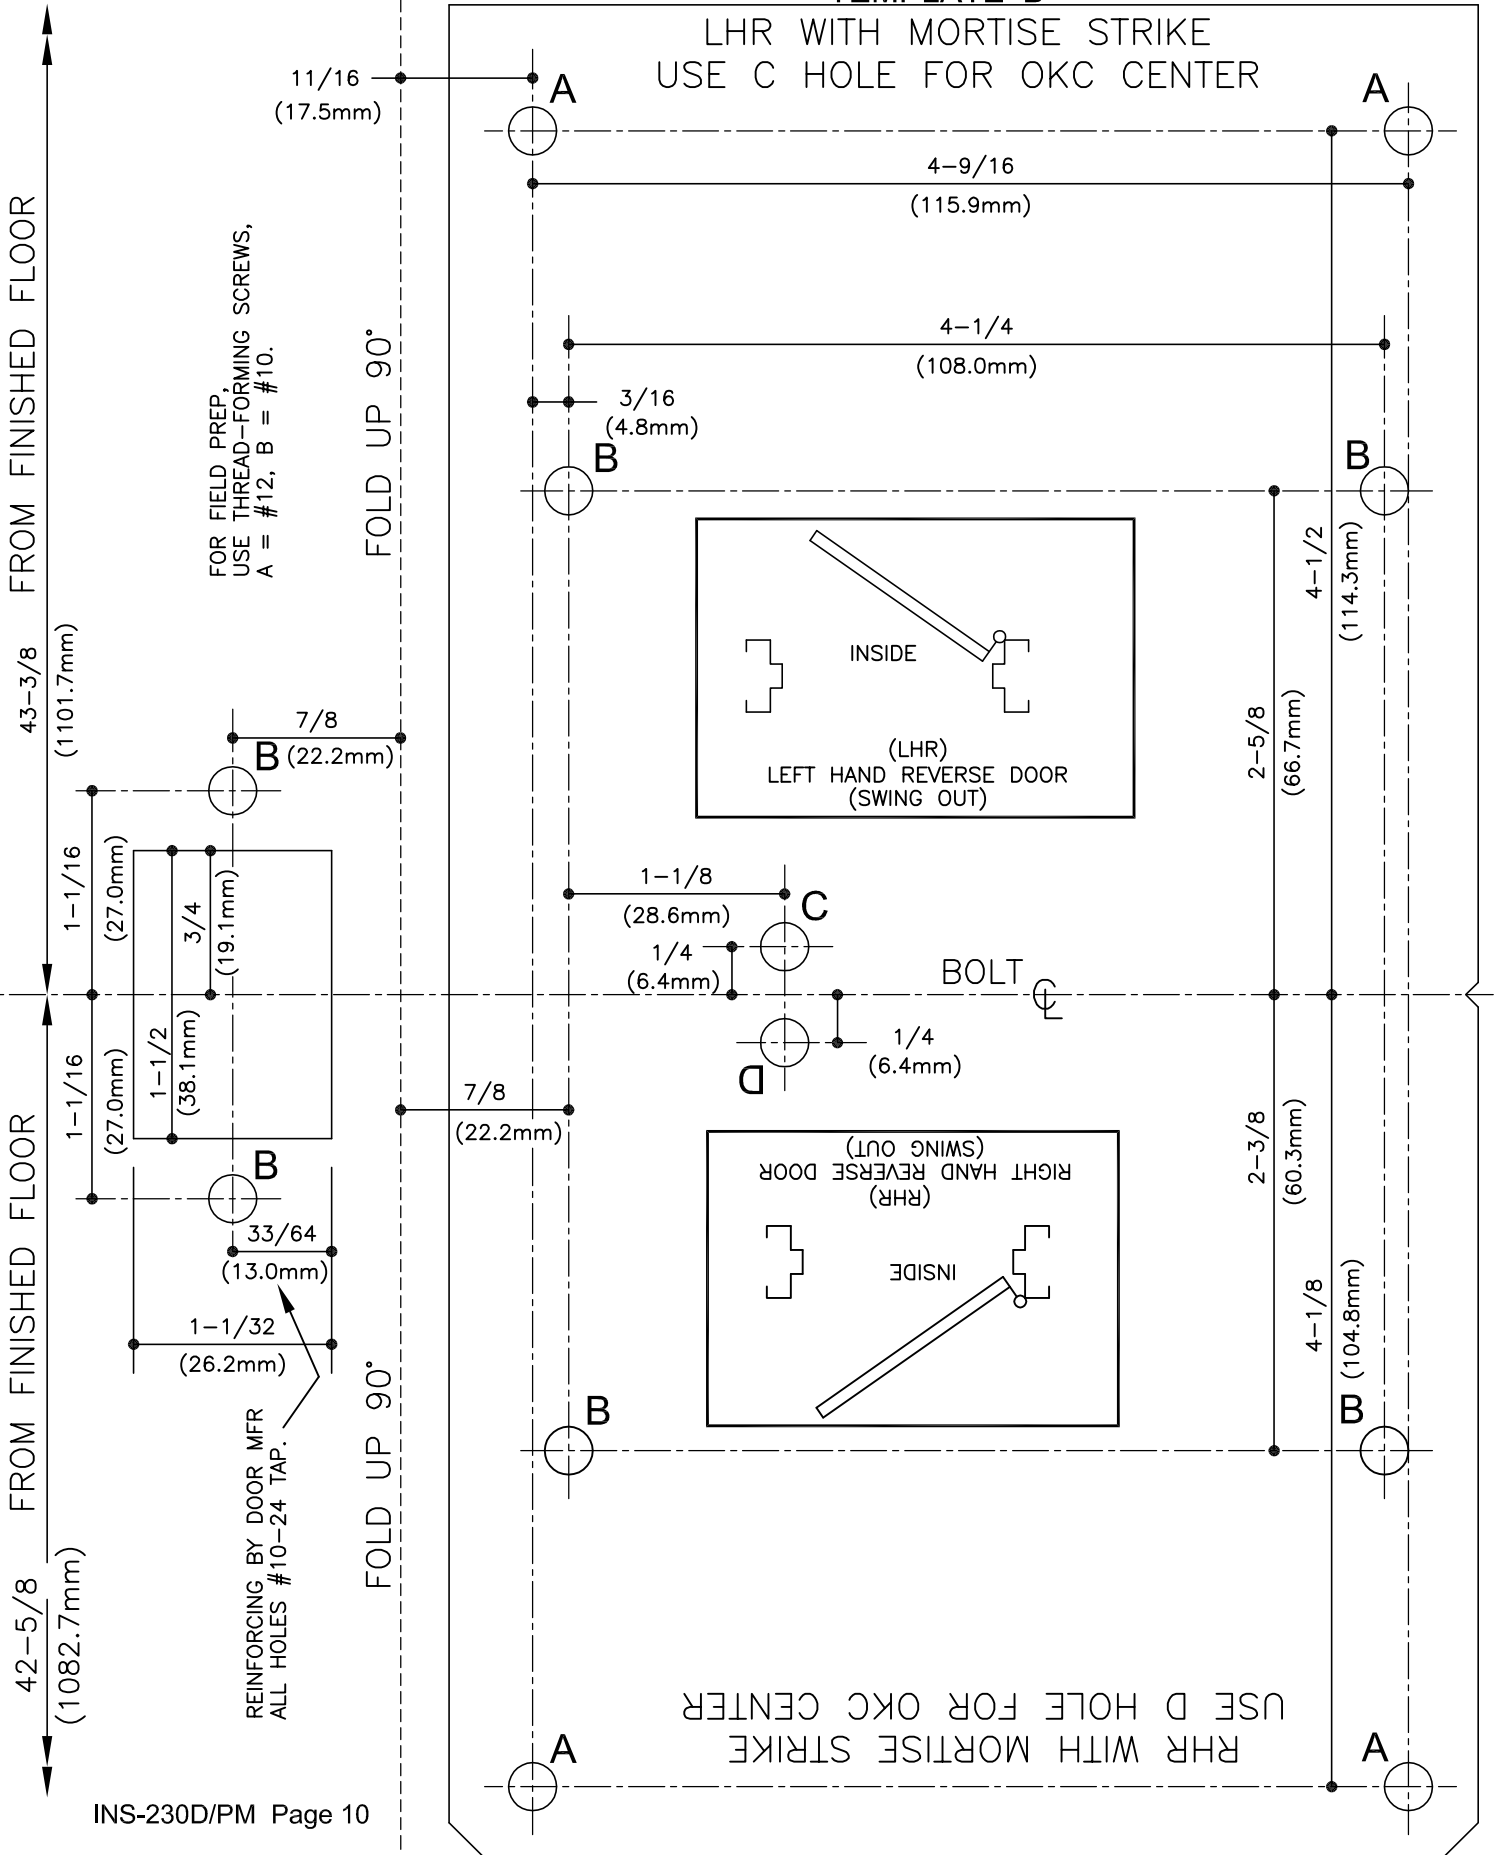 LHR WITH MORTISE STRIKE
USE C HOLE FOR OKC CENTER
11/16
(17.5mm)
A
A
4-9/16
(115.9mm)
4-1/4
(108.0mm)
3/16
(4.8mm)
B
B
43-3/8 FROM FINISHED FLOOR
(1101.7mm)
FOR FIELD PREP,
USE THREAD-FORMING SCREWS,
A = #12, B = #10.
FOLD UP 90°
4-1/2
(114.3mm)
INSIDE
(LHR)
LEFT HAND REVERSE DOOR
(SWING OUT)
2-5/8
(66.7mm)
7/8
(22.2mm)
B
1-1/16
(27.0mm)
3/4
(19.1mm)
1-1/8
(28.6mm)
C
1/4
(6.4mm)
BOLT CL
1-1/16
(27.0mm)
1-1/2
(38.1mm)
1/4
(6.4mm)
D
7/8
(22.2mm)
B
33/64
(13.0mm)
1-1/32
(26.2mm)
2-3/8
(60.3mm)
4-1/8
(104.8mm)
(RHR)
RIGHT HAND REVERSE DOOR
(SWING OUT)
INSIDE
B
B
42-5/8 FROM FINISHED FLOOR
(1082.7mm)
REINFORCING BY DOOR MFR
ALL HOLES #10-24 TAP.
FOLD UP 90°
RHR WITH MORTISE STRIKE
USE D HOLE FOR OKC CENTER
A
A
INS-230D/PM Page 10